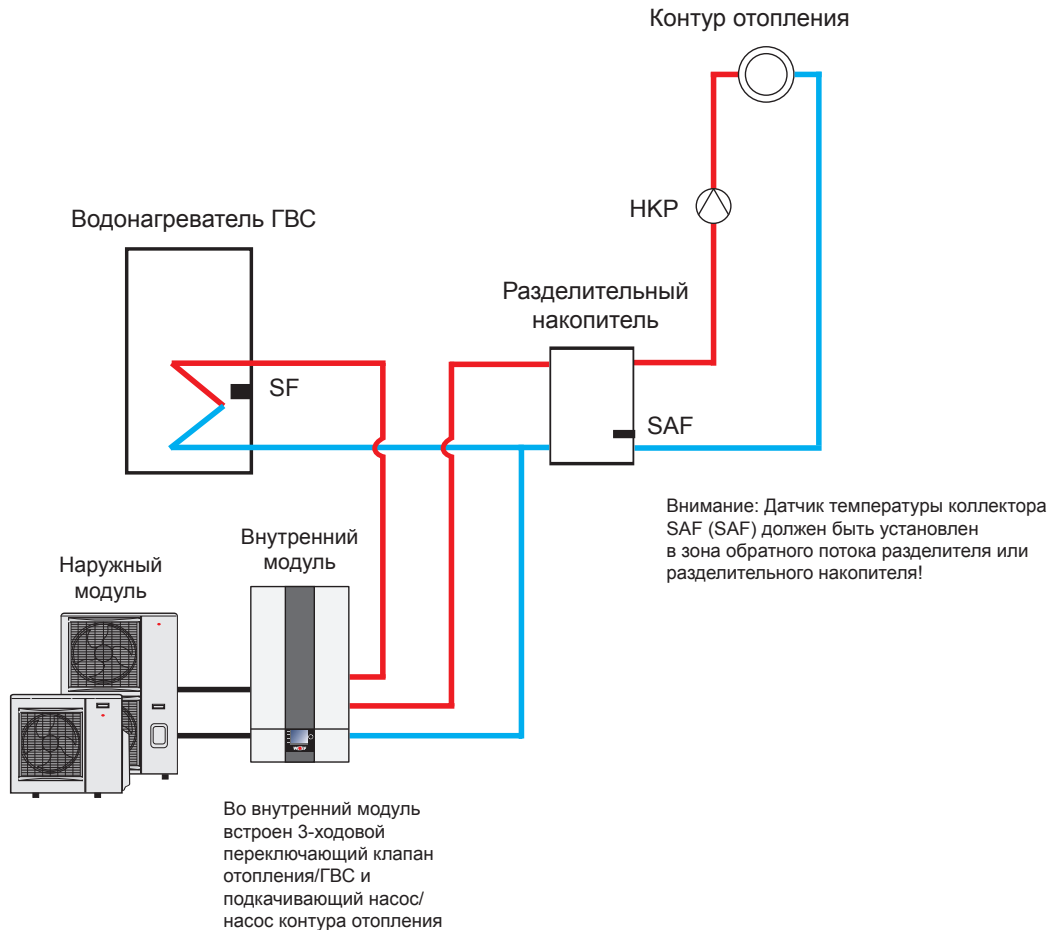 Контур отопления
HKP
Водонагреватель ГВС
Разделительный
накопитель
SF
SAF
Внимание: Датчик температуры коллектора
SAF (SAF) должен быть установлен
в зона обратного потока разделителя или
разделительного накопителя!
Внутренний
модуль
Наружный
модуль
WOLF
Во внутренний модуль
встроен 3-ходовой
переключающий клапан
отопления/ГВС и
подкачивающий насос/
насос контура отопления